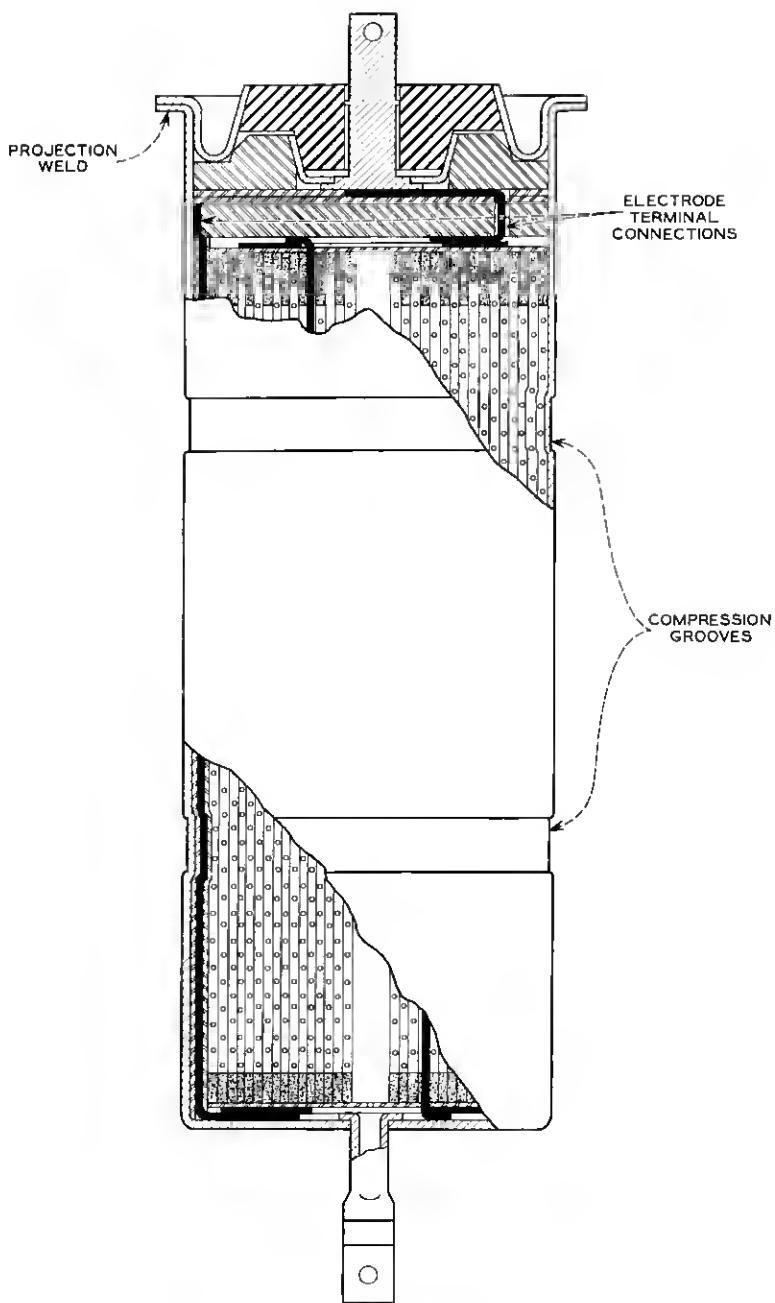 PROJECTION
WELD
ELECTRODE
TERMINAL
CONNECTIONS
COMPRESSION
GROOVES